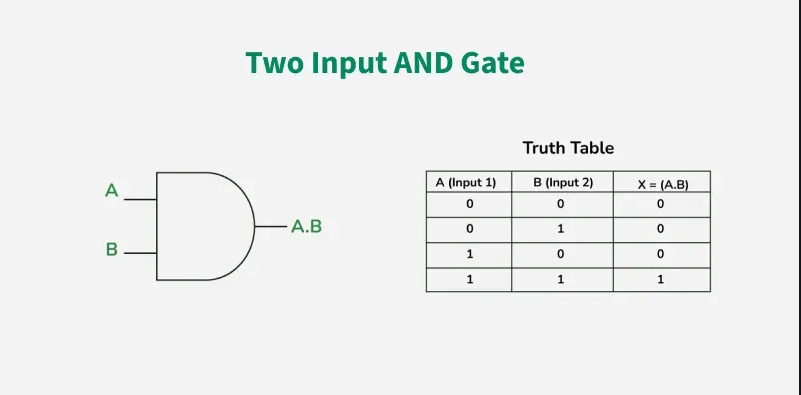 Two Input AND Gate
A
B
A.B
Truth Table
A (Input 1) B (Input 2) X = (A.B)
0 0 0
0 1 0
1 0 0
1 1 1